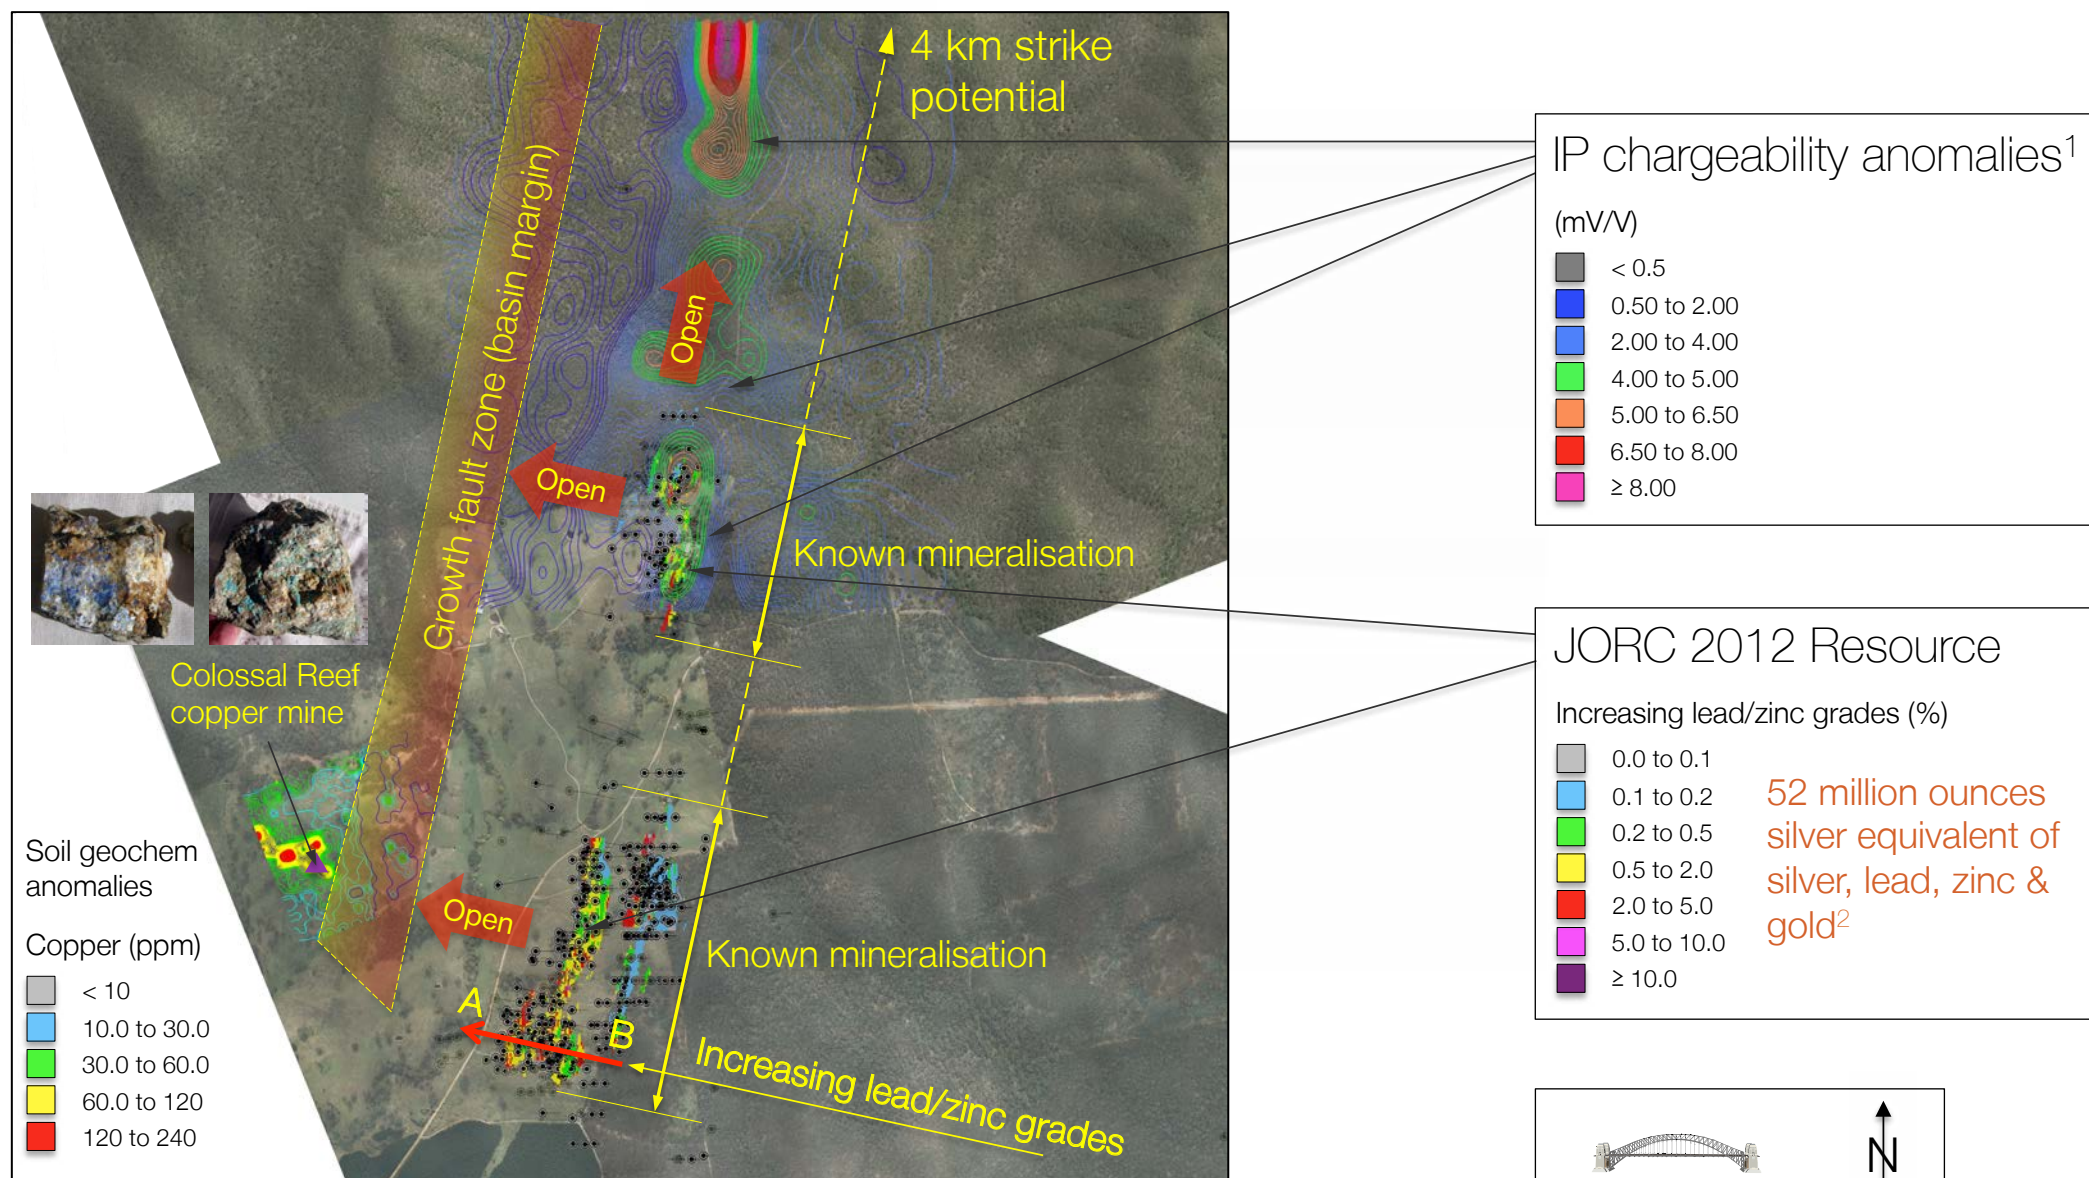 4 km strike
potential
Growth fault zone (basin margin)
Open
Open
Known mineralisation
Colossal Reef
copper mine
Open
Known mineralisation
A
B
Increasing lead/zinc grades
Soil geochem
anomalies
Copper (ppm)
< 10
10.0 to 30.0
30.0 to 60.0
60.0 to 120
120 to 240
IP chargeability anomalies¹
(mV/V)
< 0.5
0.50 to 2.00
2.00 to 4.00
4.00 to 5.00
5.00 to 6.50
6.50 to 8.00
≥ 8.00
JORC 2012 Resource
Increasing lead/zinc grades (%)
0.0 to 0.1
0.1 to 0.2
0.2 to 0.5
0.5 to 2.0
2.0 to 5.0
5.0 to 10.0
≥ 10.0
52 million ounces
silver equivalent of
silver, lead, zinc &
gold²
N